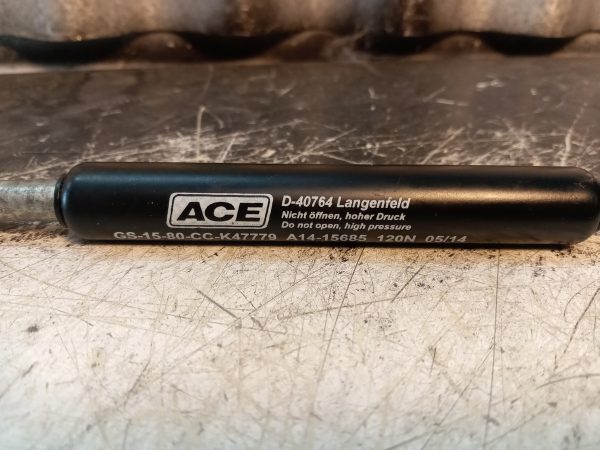 ACE
D-40764 Langenfeld
Nicht öffnen, hoher Druck
Do not open, high pressure
GS-15-80-CC-K47779 A14-15685 120N 05/14